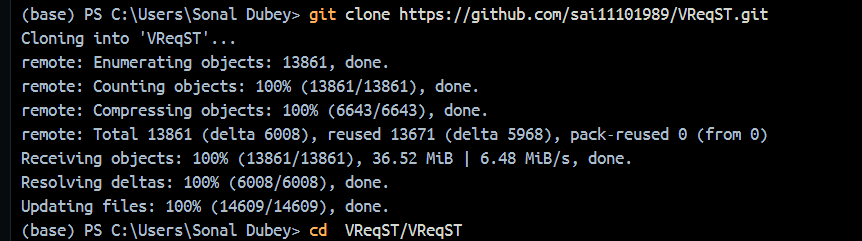 (base) PS C:\Users\Sonal Dubey> git clone https://github.com/sai11101989/VReqST.git
Cloning into 'VReqST'...
remote: Enumerating objects: 13861, done.
remote: Counting objects: 100% (13861/13861), done.
remote: Compressing objects: 100% (6643/6643), done.
remote: Total 13861 (delta 6008), reused 13671 (delta 5968), pack-reused 0 (from 0)
Receiving objects: 100% (13861/13861), 36.52 MiB | 6.48 MiB/s, done.
Resolving deltas: 100% (6008/6008), done.
Updating files: 100% (14609/14609), done.
(base) PS C:\Users\Sonal Dubey> cd  VReqST/VReqST